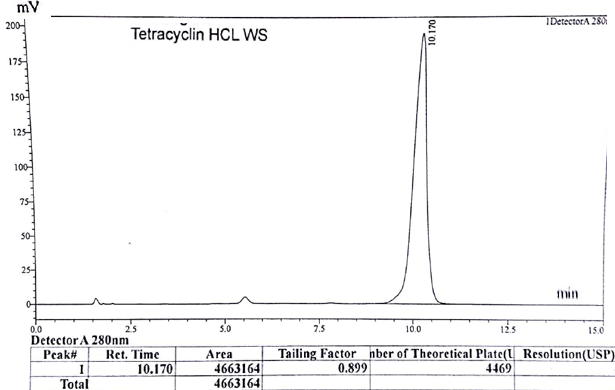 mV
Tetracyclin HCL WS
10.170
1DetectorA 280
200
175
150
125
100
75
50
25
0
min
0.0 2.5 5.0 7.5 10.0 12.5 15.0
Detector A 280nm
Peak# Ret. Time Area Tailing Factor nber of Theoretical Plate(U Resolution(USP)
1 10.170 4663164 0.899 4469
Total 4663164